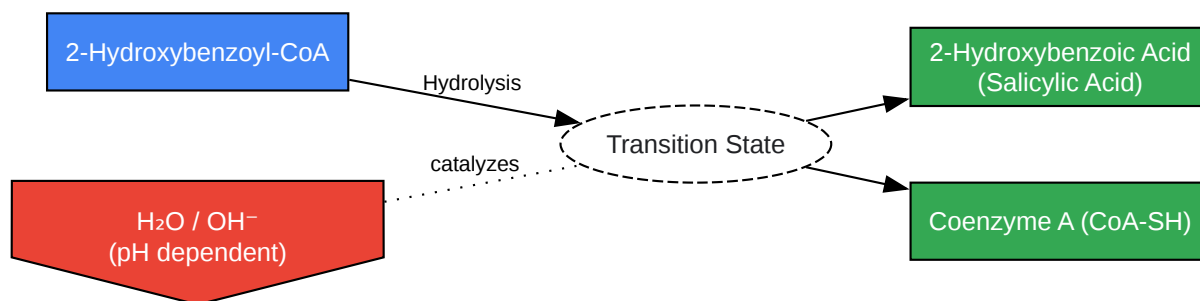 2-Hydroxybenzoyl-CoA
Hydrolysis
Transition State
2-Hydroxybenzoic Acid
(Salicylic Acid)
catalyzes
H₂O / OH⁻
(pH dependent)
Coenzyme A (CoA-SH)